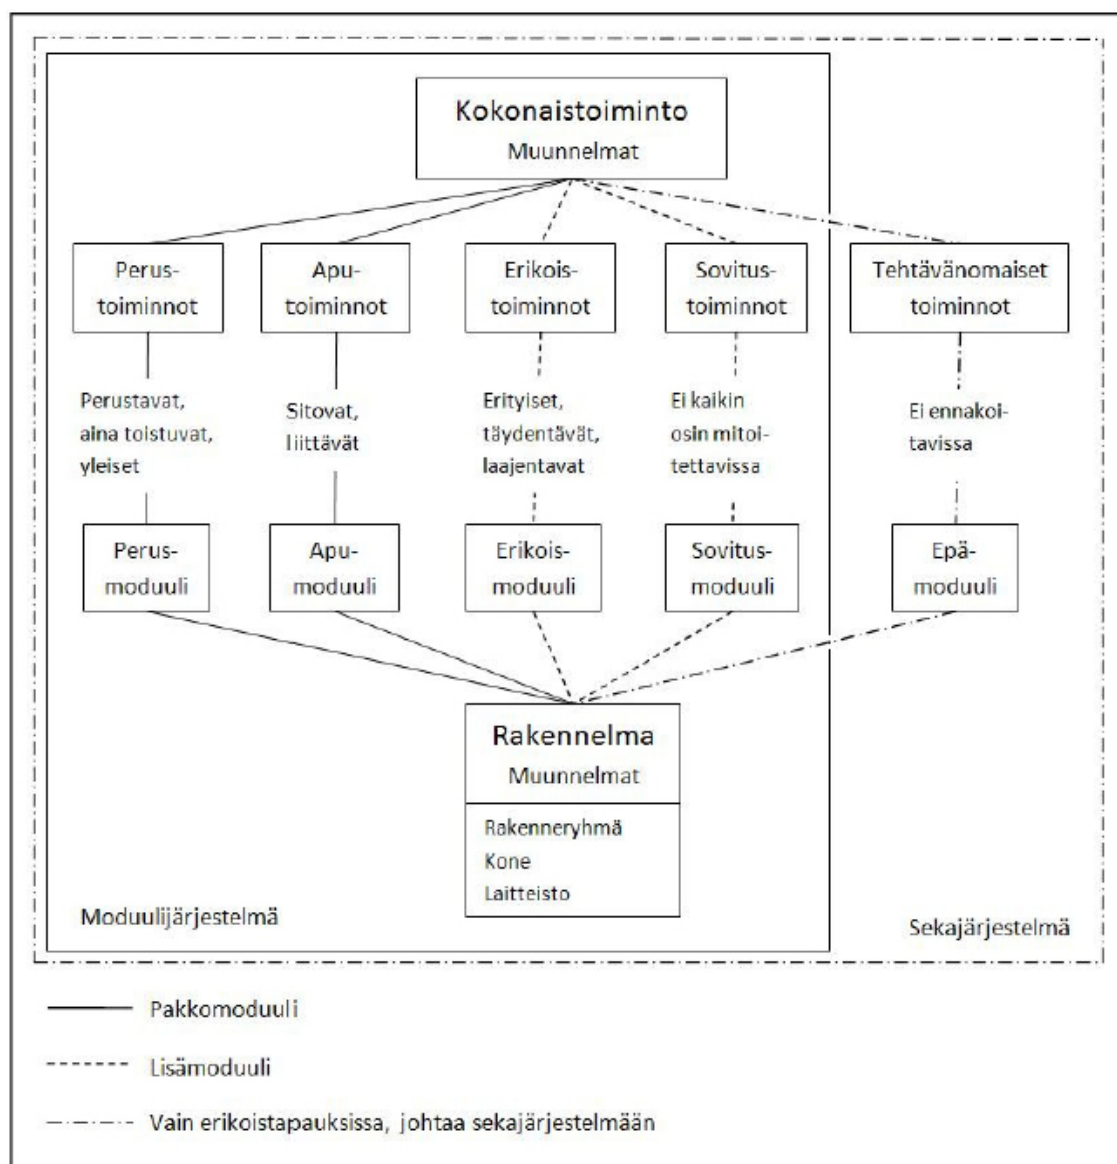 Kokonaistoiminto
Muunnelmat
Perus-
toiminnot
Apu-
toiminnot
Erikois-
toiminnot
Sovitus-
toiminnot
Tehtävänomaiset
toiminnot
Perustavat,
aina toistuvat,
yleiset
Sitovat,
liittävät
Erityiset,
täydentävät,
laajentavat
Ei kaikin
osin mitoi-
tettavissa
Ei ennakoi-
tavissa
Perus-
moduuli
Apu-
moduuli
Erikois-
moduuli
Sovitus-
moduuli
Epä-
moduuli
Rakennelma
Muunnelmat
Rakenneryhmä
Kone
Laitteisto
Moduulijärjestelmä
Sekajärjestelmä
Pakkomoduuli
Lisämoduuli
Vain erikoistapauksissa, johtaa sekajärjestelmään